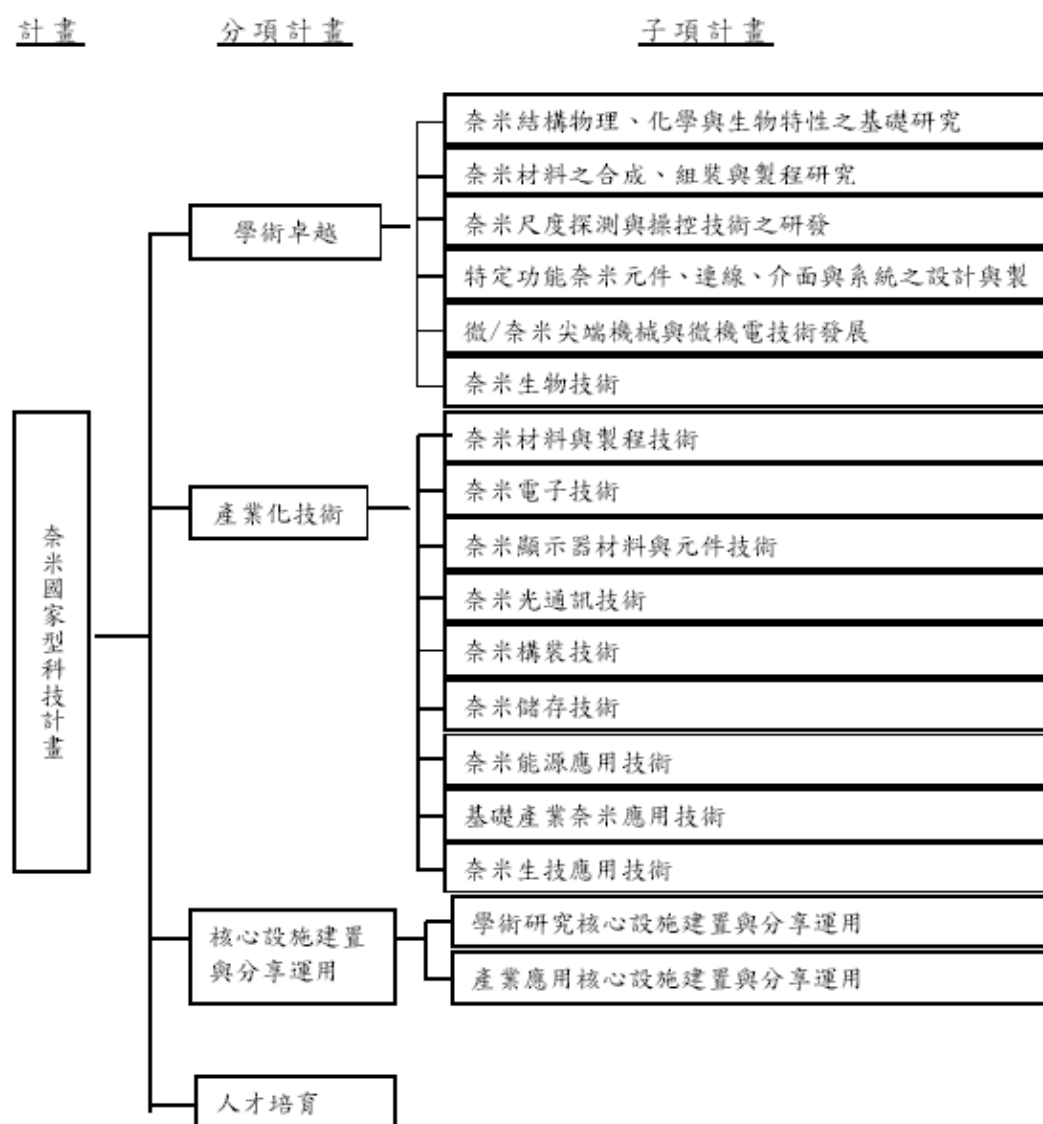 計畫 分項計畫 子項計畫
奈米國家型科技計畫
學術卓越
奈米結構物理、化學與生物特性之基礎研究
奈米材料之合成、組裝與製程研究
奈米尺度探測與操控技術之研發
特定功能奈米元件、連線、介面與系統之設計與製
微/奈米尖端機械與微機電技術發展
奈米生物技術
產業化技術
奈米材料與製程技術
奈米電子技術
奈米顯示器材料與元件技術
奈米光通訊技術
奈米構裝技術
奈米儲存技術
奈米能源應用技術
基礎產業奈米應用技術
奈米生技應用技術
核心設施建置
與分享運用
學術研究核心設施建置與分享運用
產業應用核心設施建置與分享運用
人才培育